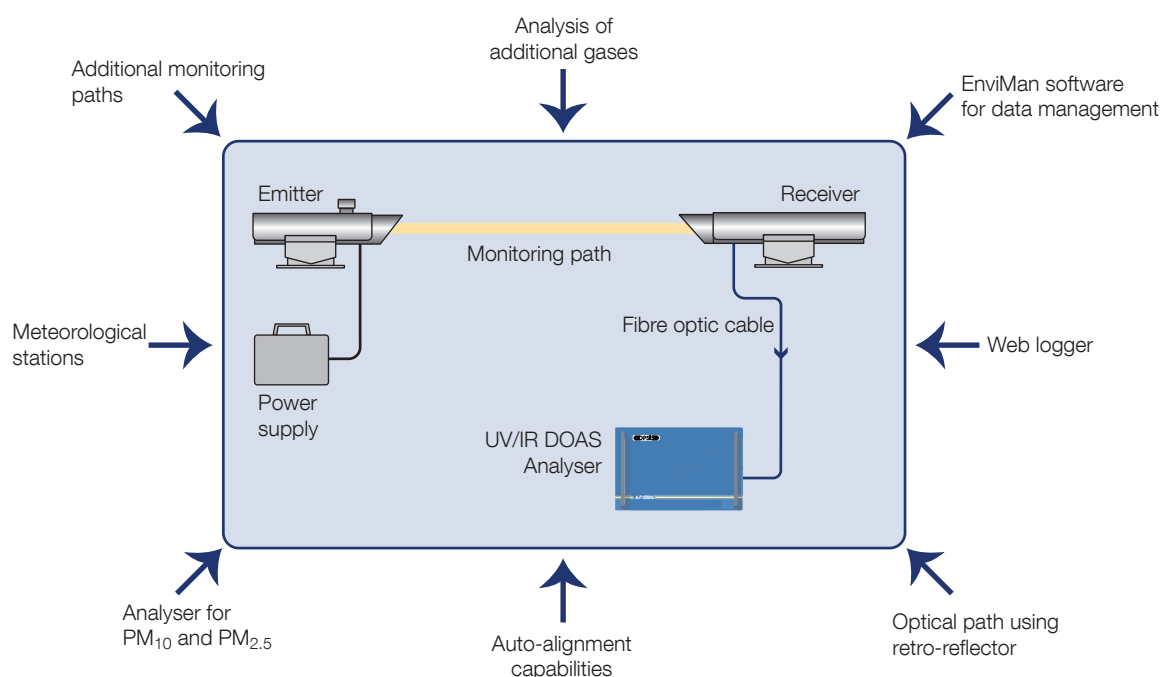 Analysis of
additional gases
Additional monitoring
paths
EnviMan software
for data management
Emitter
Receiver
Monitoring path
Meteorological
stations
Fibre optic cable
Web logger
Power
supply
UV/IR DOAS
Analyser
Analyser for
PM₁₀ and PM₂.₅
Auto-alignment
capabilities
Optical path using
retro-reflector